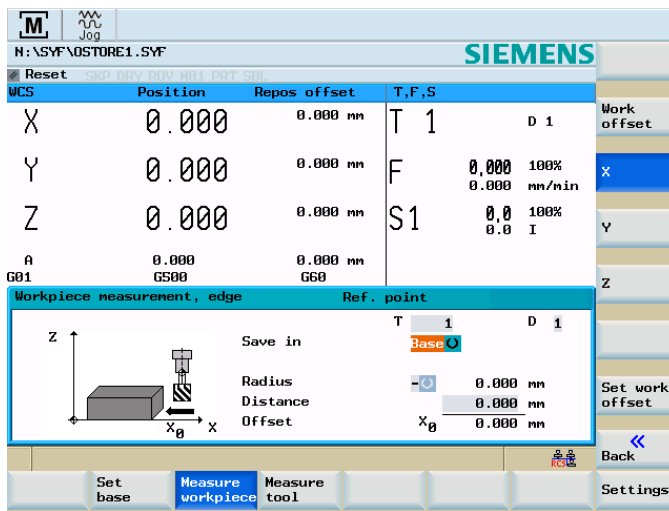 M Jog
N:\SYF\OSTORE1.SYF SIEMENS
Reset SKP DRY ROV M01 PRT SBL
WCS Position Repos offset T,F,S
Work offset
X 0.000 0.000 mm T 1 D 1
X
Y 0.000 0.000 mm F 0,000 100%
0.000 mm/min
Y
Z 0.000 0.000 mm S1 0,0 100%
0.0 I
A 0.000 0.000 mm
G01 G500 G60
Z
Workpiece measurement, edge Ref. point
T 1 D 1
Z Save in Base
Radius - 0.000 mm
Distance 0.000 mm
X0 X Offset X0 0.000 mm
Set work offset
RCS
« Back
Set base
Measure workpiece
Measure tool
Settings